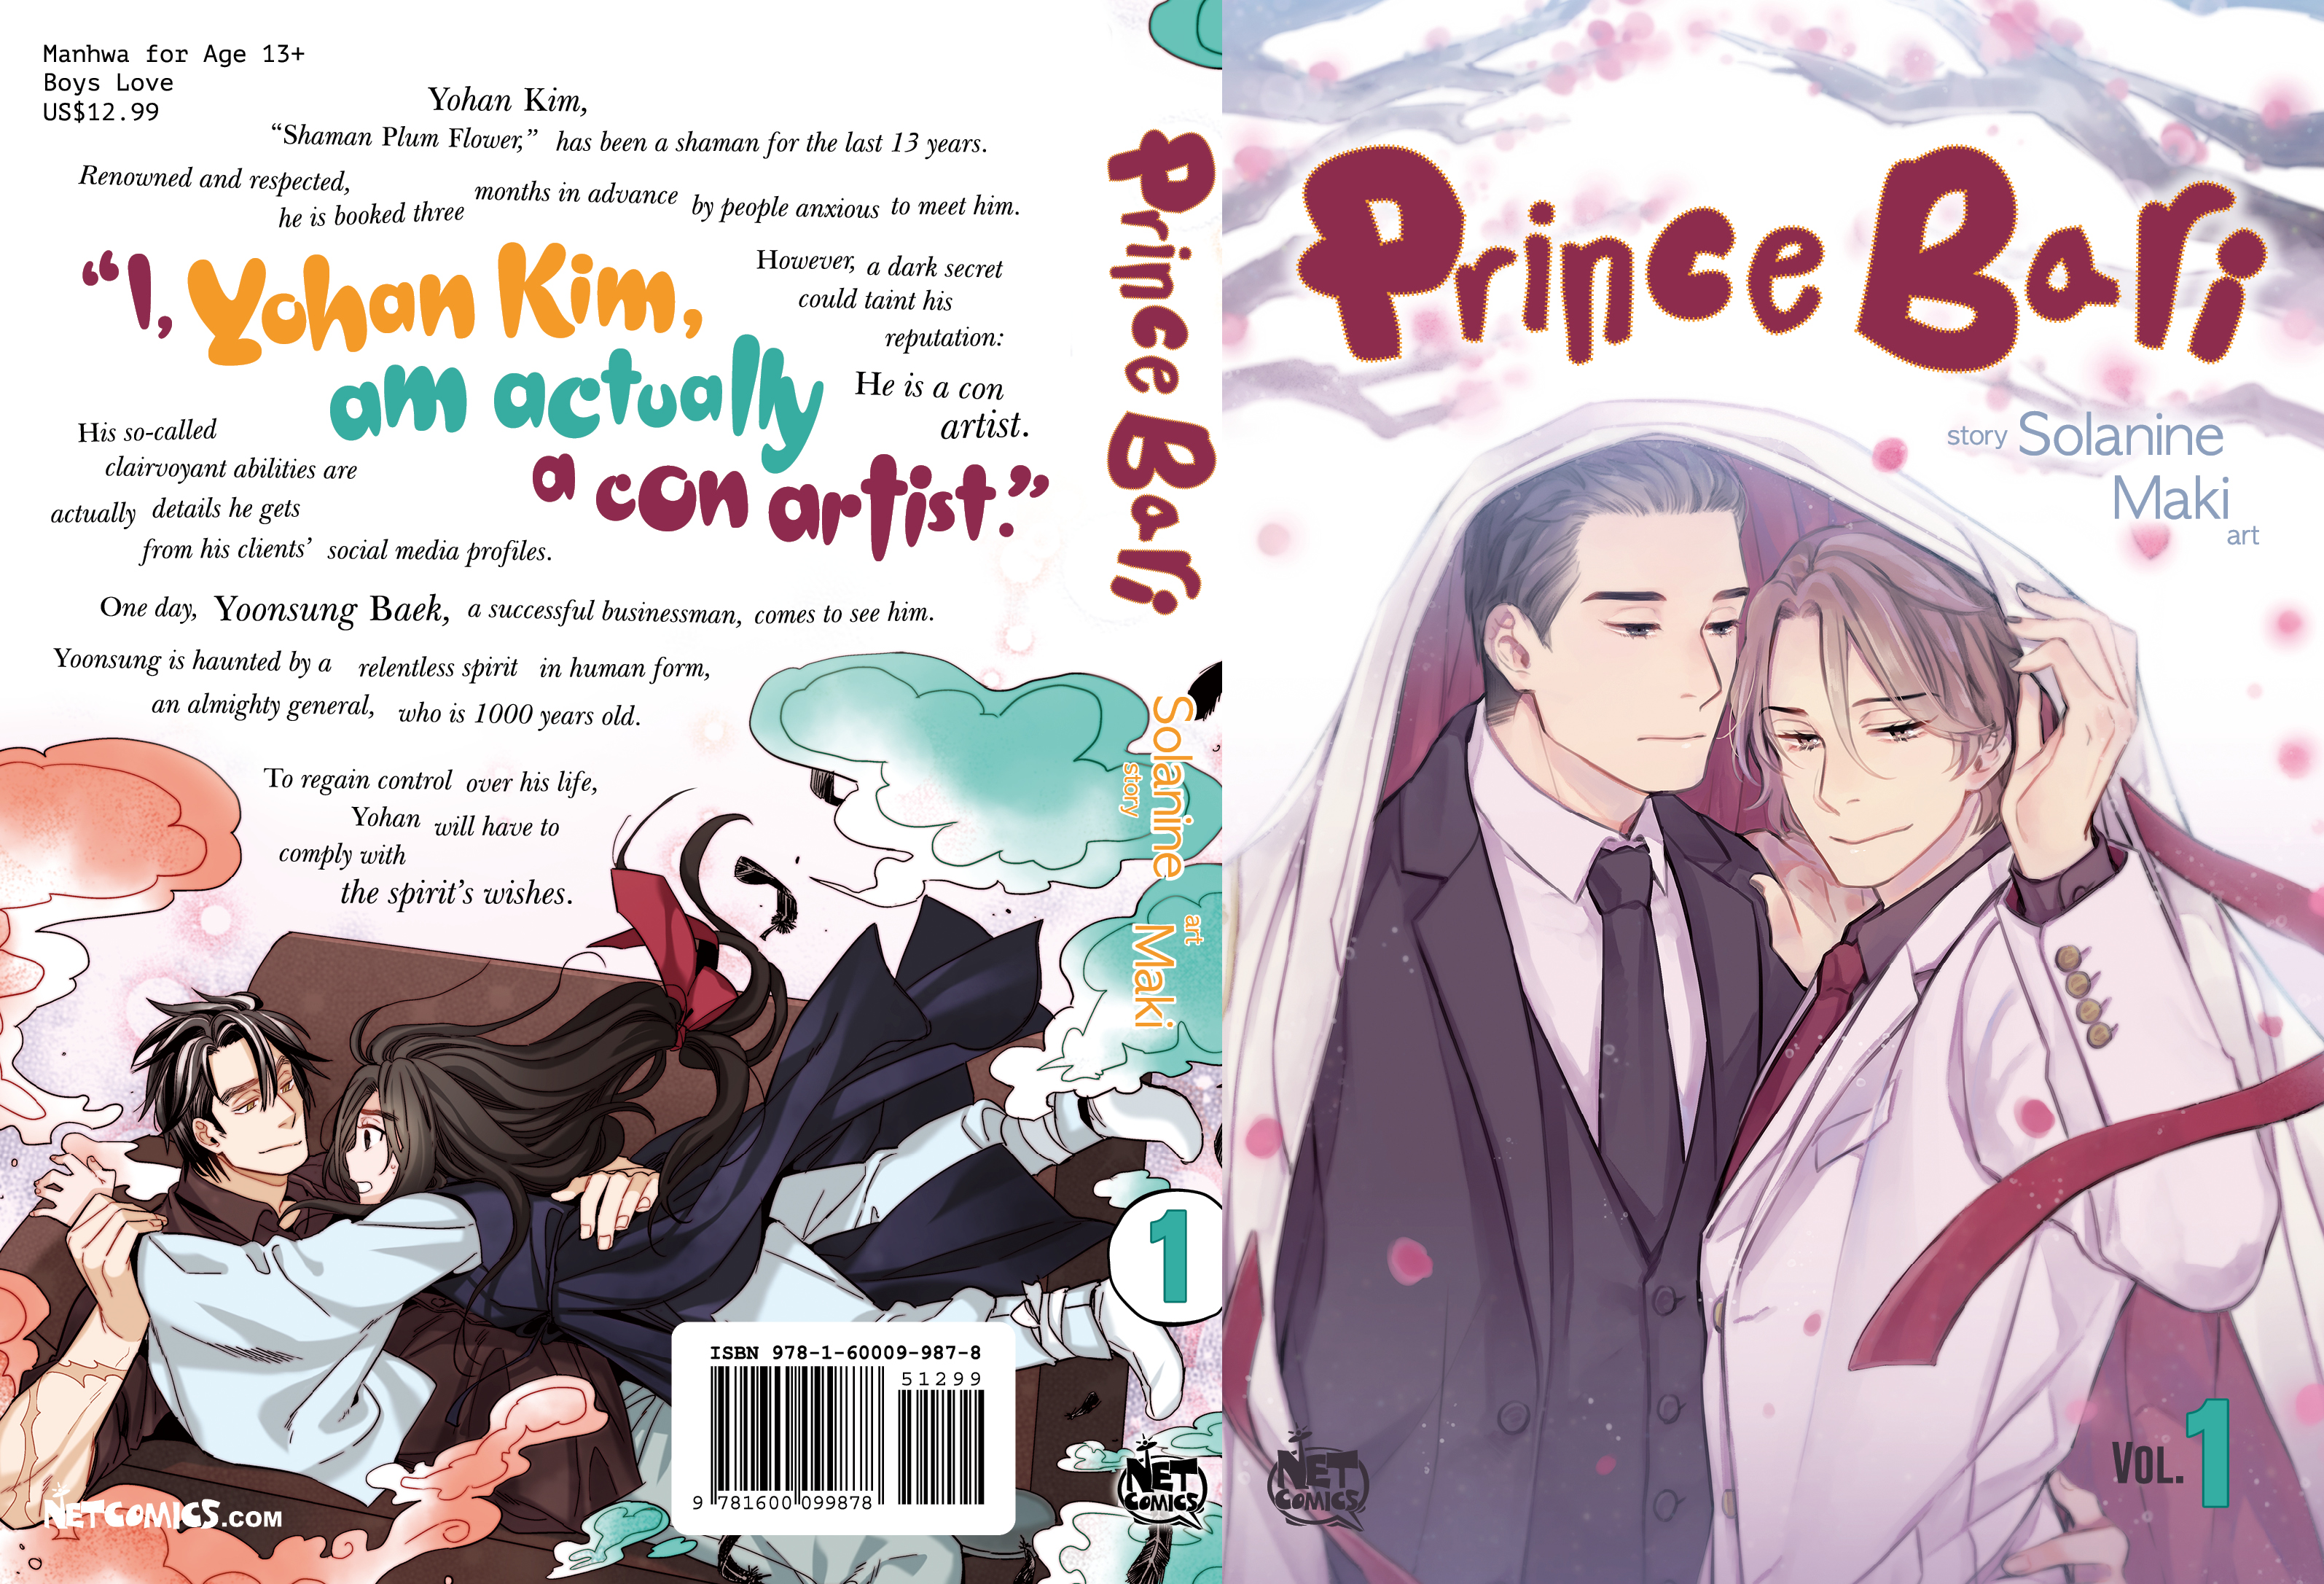 Manhwa for Age 13+
Boys Love
US$12.99
Yohan Kim,
“Shaman Plum Flower,” has been a shaman for the last 13 years.
Renowned and respected,
he is booked three months in advance by people anxious to meet him.
“I, Yohan Kim,
am actually
a con artist.”
However, a dark secret
could taint his
reputation:
He is a con
artist.
His so-called
clairvoyant abilities are
actually details he gets
from his clients’ social media profiles.
One day, Yoonsung Baek, a successful businessman, comes to see him.
Yoonsung is haunted by a relentless spirit in human form,
an almighty general, who is 1000 years old.
To regain control over his life,
Yohan will have to
comply with
the spirit’s wishes.
NETCOMICS.COM
ISBN 978-1-60009-987-8
51299
9 781600 099878
Prince Bari
Solanine
story
art
Maki
1
NET
COMICS
Prince Bari
story Solanine
Maki
art
NET
COMICS
VOL. 1